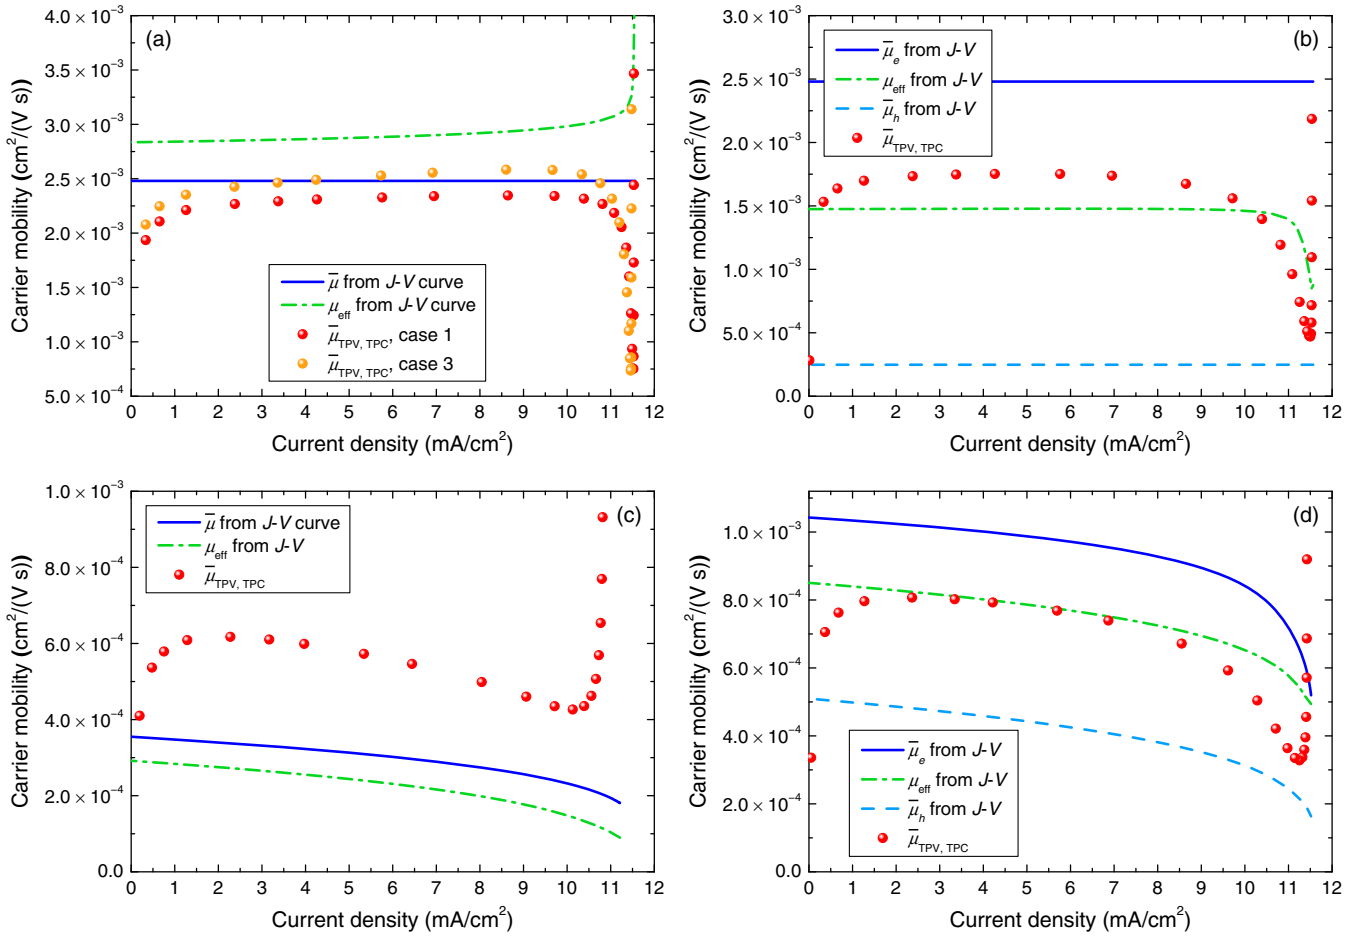 (a)
4.0 × 10⁻³
3.5 × 10⁻³
3.0 × 10⁻³
2.5 × 10⁻³
2.0 × 10⁻³
1.5 × 10⁻³
1.0 × 10⁻³
5.0 × 10⁻⁴
Carrier mobility (cm²/(V s))
μ̅ from J-V curve
μeff from J-V curve
μ̅TPV, TPC, case 1
μ̅TPV, TPC, case 3
0 1 2 3 4 5 6 7 8 9 10 11 12
Current density (mA/cm²)
(b)
3.0 × 10⁻³
2.5 × 10⁻³
2.0 × 10⁻³
1.5 × 10⁻³
1.0 × 10⁻³
5.0 × 10⁻⁴
0.0
Carrier mobility (cm²/(V s))
μ̅e from J-V
μeff from J-V
μ̅h from J-V
μ̅TPV, TPC
0 1 2 3 4 5 6 7 8 9 10 11 12
Current density (mA/cm²)
(c)
1.0 × 10⁻³
8.0 × 10⁻⁴
6.0 × 10⁻⁴
4.0 × 10⁻⁴
2.0 × 10⁻⁴
0.0
Carrier mobility (cm²/(V s))
μ̅ from J-V curve
μeff from J-V
μ̅TPV, TPC
0 1 2 3 4 5 6 7 8 9 10 11 12
Current density (mA/cm²)
(d)
1.0 × 10⁻³
8.0 × 10⁻⁴
6.0 × 10⁻⁴
4.0 × 10⁻⁴
2.0 × 10⁻⁴
0.0
Carrier mobility (cm²/(V s))
μ̅e from J-V
μeff from J-V
μ̅h from J-V
μ̅TPV, TPC
0 1 2 3 4 5 6 7 8 9 10 11 12
Current density (mA/cm²)